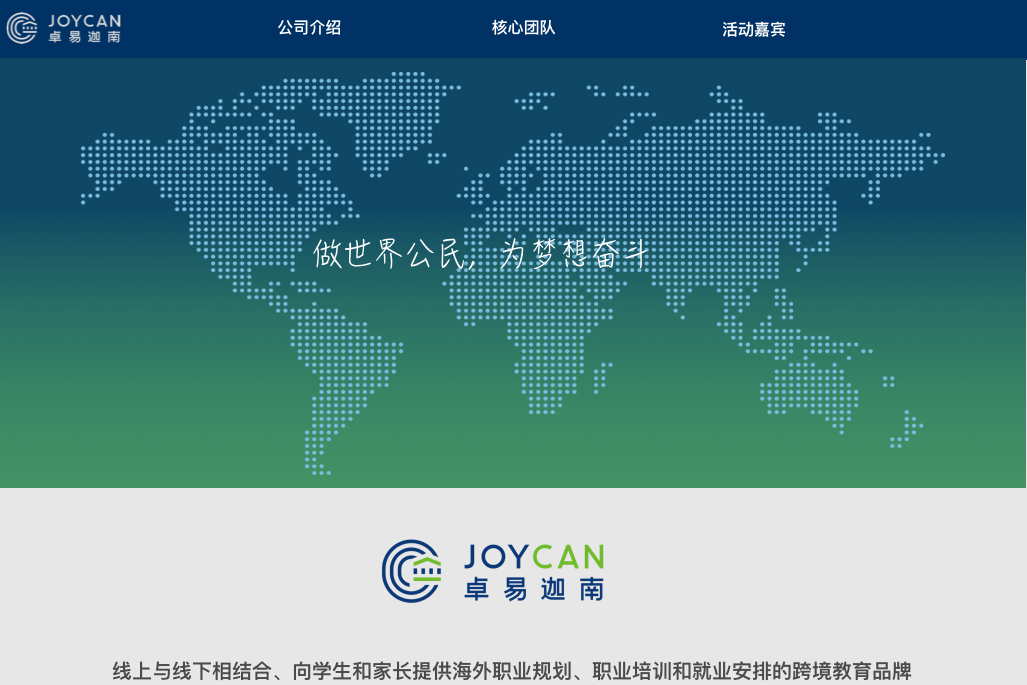 JOYCAN
卓易迦南
公司介绍
核心团队
活动嘉宾
做世界公民，为梦想奋斗
JOYCAN
卓易迦南
线上与线下相结合、向学生和家长提供海外职业规划、职业培训和就业安排的跨境教育品牌